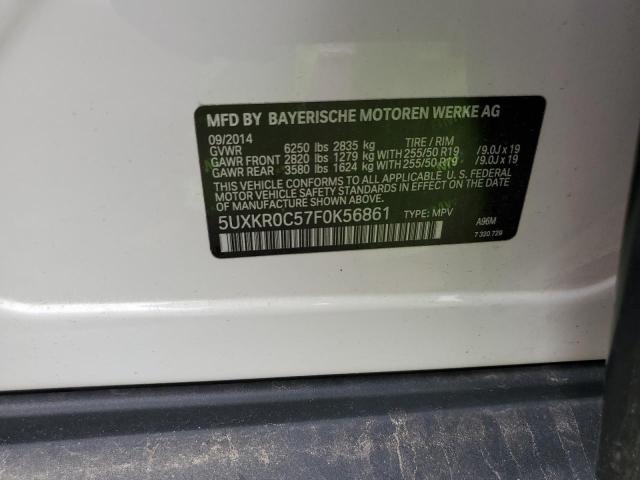 MFD BY BAYERISCHE MOTOREN WERKE AG
09/2014
GVWR 6250 lbs 2835 kg TIRE / RIM
GAWR FRONT 2820 lbs 1279 kg WITH 255/50 R19 /9.0J x 19
GAWR REAR 3580 lbs 1624 kg WITH 255/50 R19 /9.0J x 19
THIS VEHICLE CONFORMS TO ALL APPLICABLE U. S. FEDERAL
MOTOR VEHICLE SAFETY STANDARDS IN EFFECT ON THE DATE OF
MANUFACTURE SHOWN ABOVE.
5UXKR0C57F0K56861 TYPE: MPV A96M
7 320 729